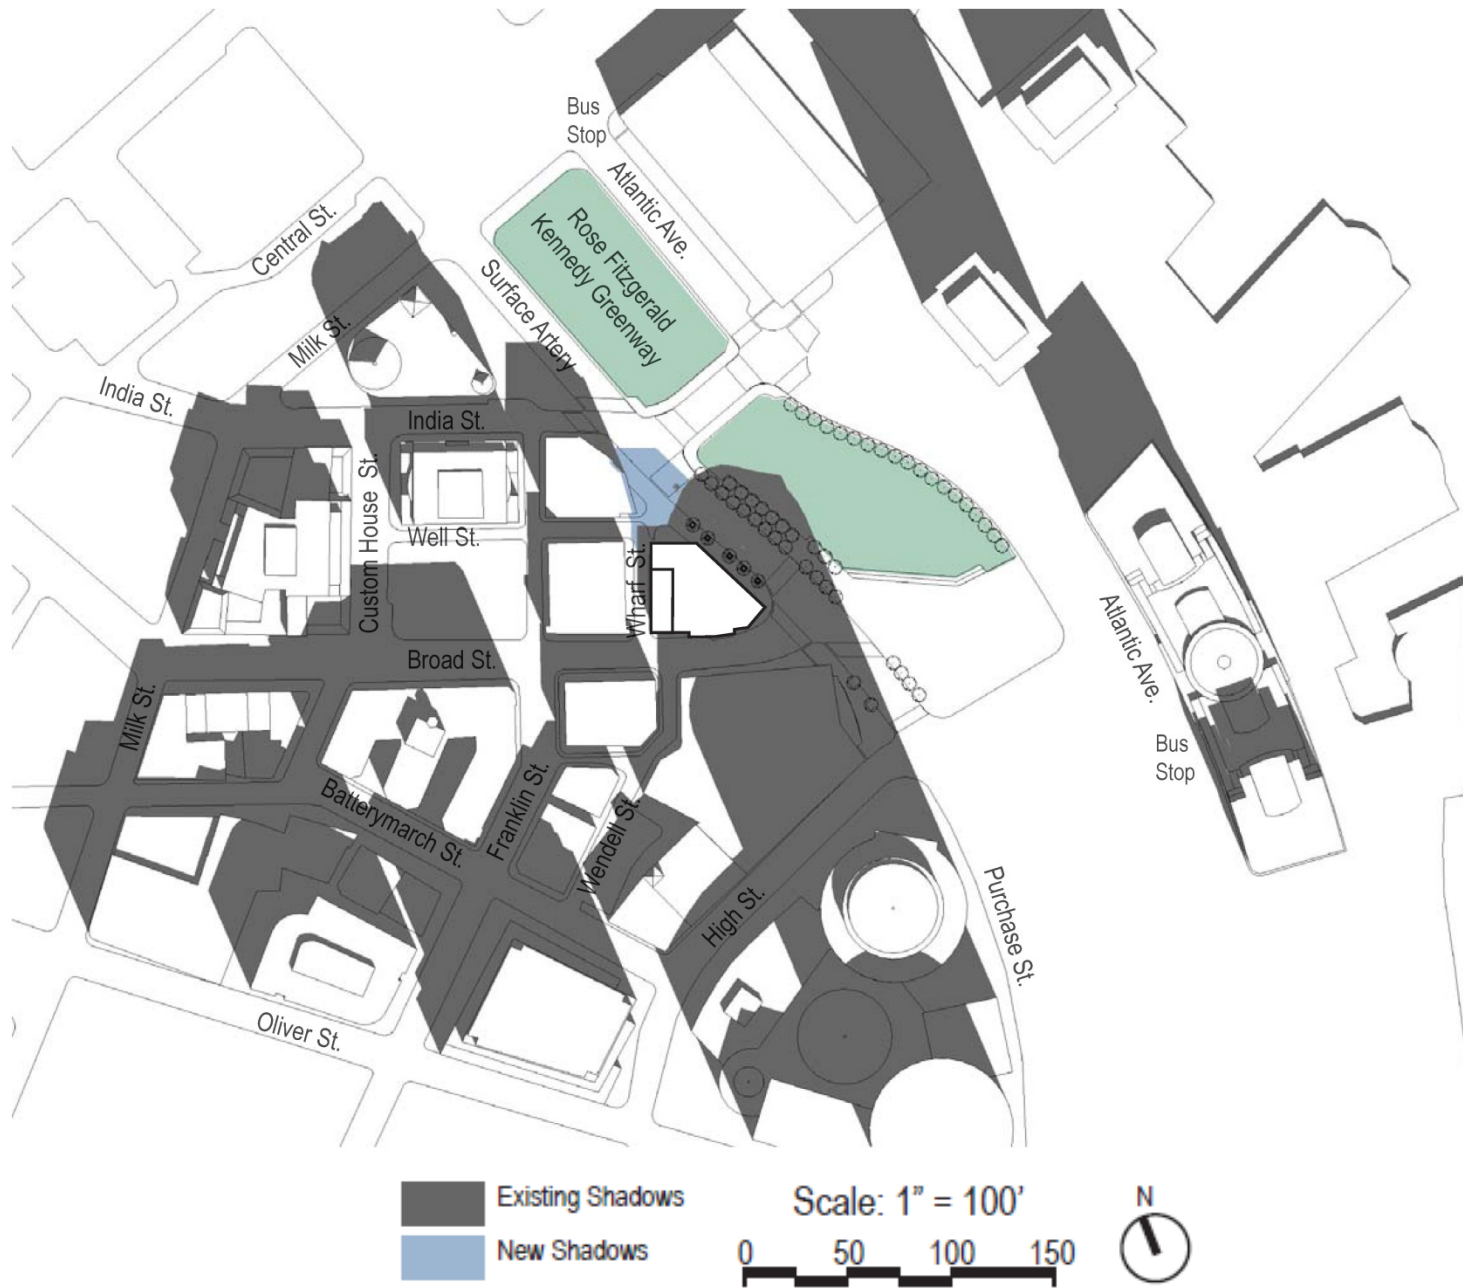 Bus
Stop
Atlantic Ave.
Rose Fitzgerald
Kennedy Greenway
Central St.
Surface Artery
Milk St.
India St.
India St.
Custom House St.
Well St.
Wharf St.
Broad St.
Atlantic Ave.
Milk St.
Bus
Stop
Batterymarch St.
Franklin St.
Wendell St.
High St.
Purchase St.
Oliver St.
Existing Shadows
New Shadows
Scale: 1” = 100’
0 50 100 150
N